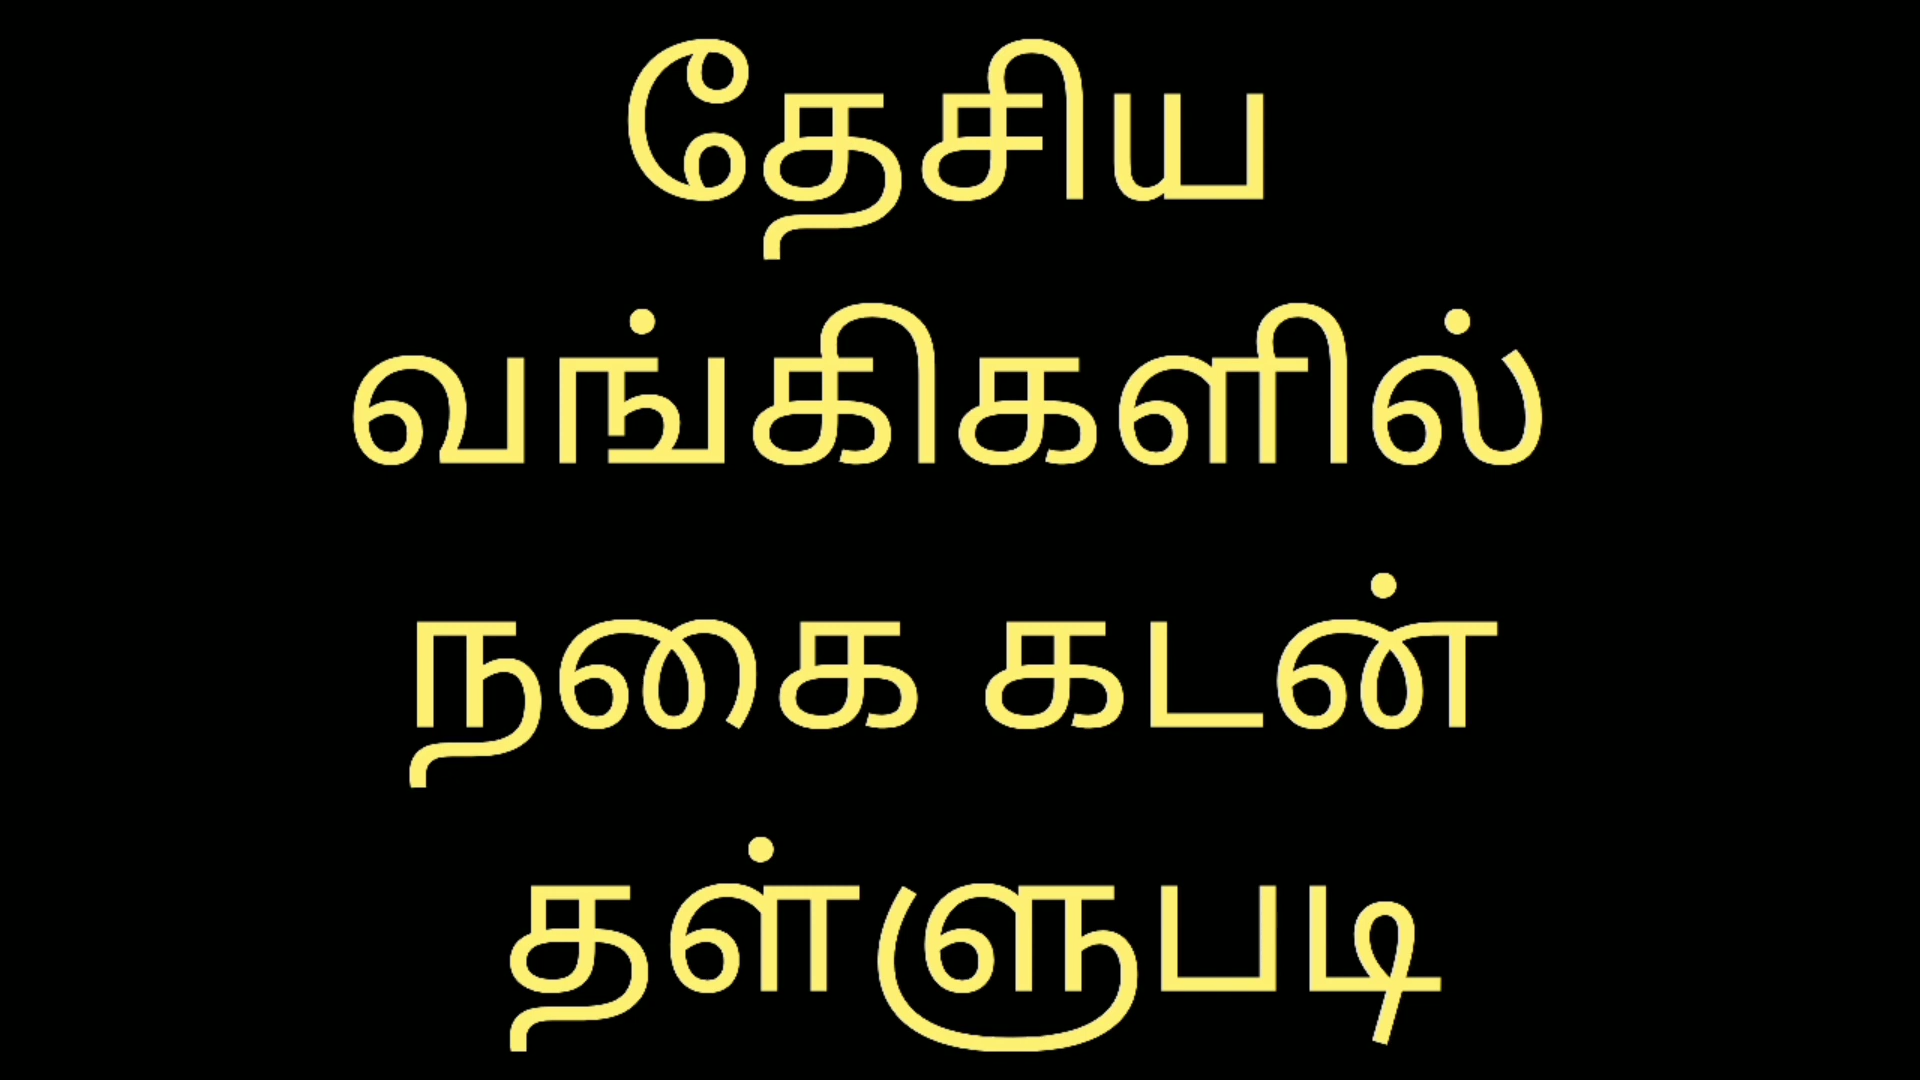 தேசிய
வங்கிகளில்
நகை கடன்
தள்ளுபடி